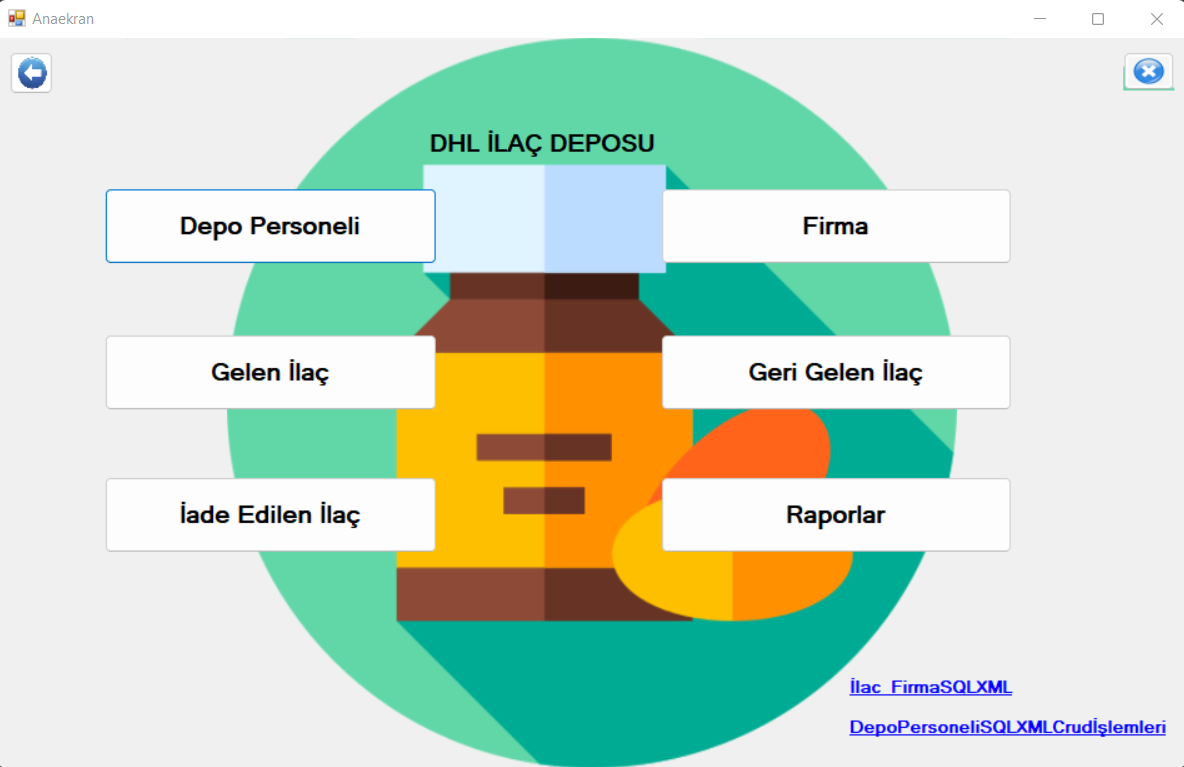 Anaekran
DHL İLAÇ DEPOSU
Depo Personeli
Firma
Gelen İlaç
Geri Gelen İlaç
İade Edilen İlaç
Raporlar
İlac_FirmaSQLXML
DepoPersoneliSQLXMLCrudİşlemleri